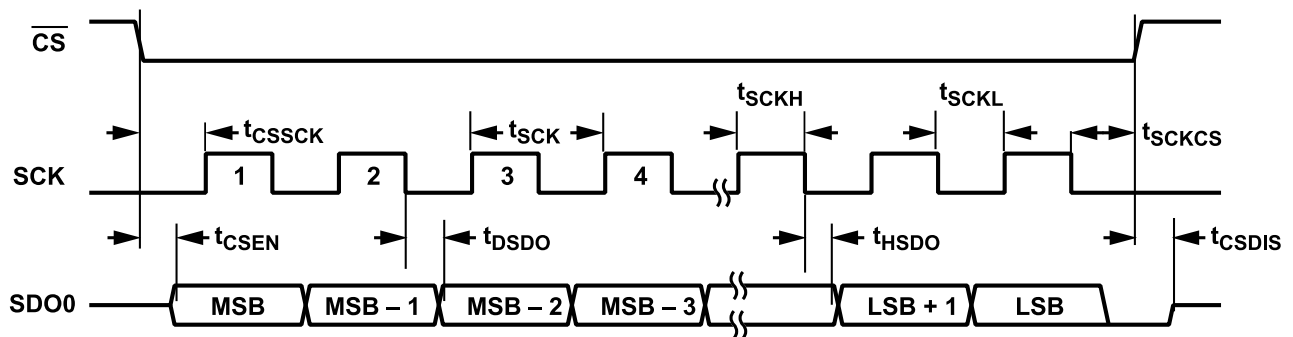 CS
tSCKH
tSCKL
tCSSCK
tSCK
tSCKCS
SCK
1
2
3
4
tCSEN
tDSDO
tHSDO
tCSDIS
SDO0
MSB
MSB – 1
MSB – 2
MSB – 3
LSB + 1
LSB